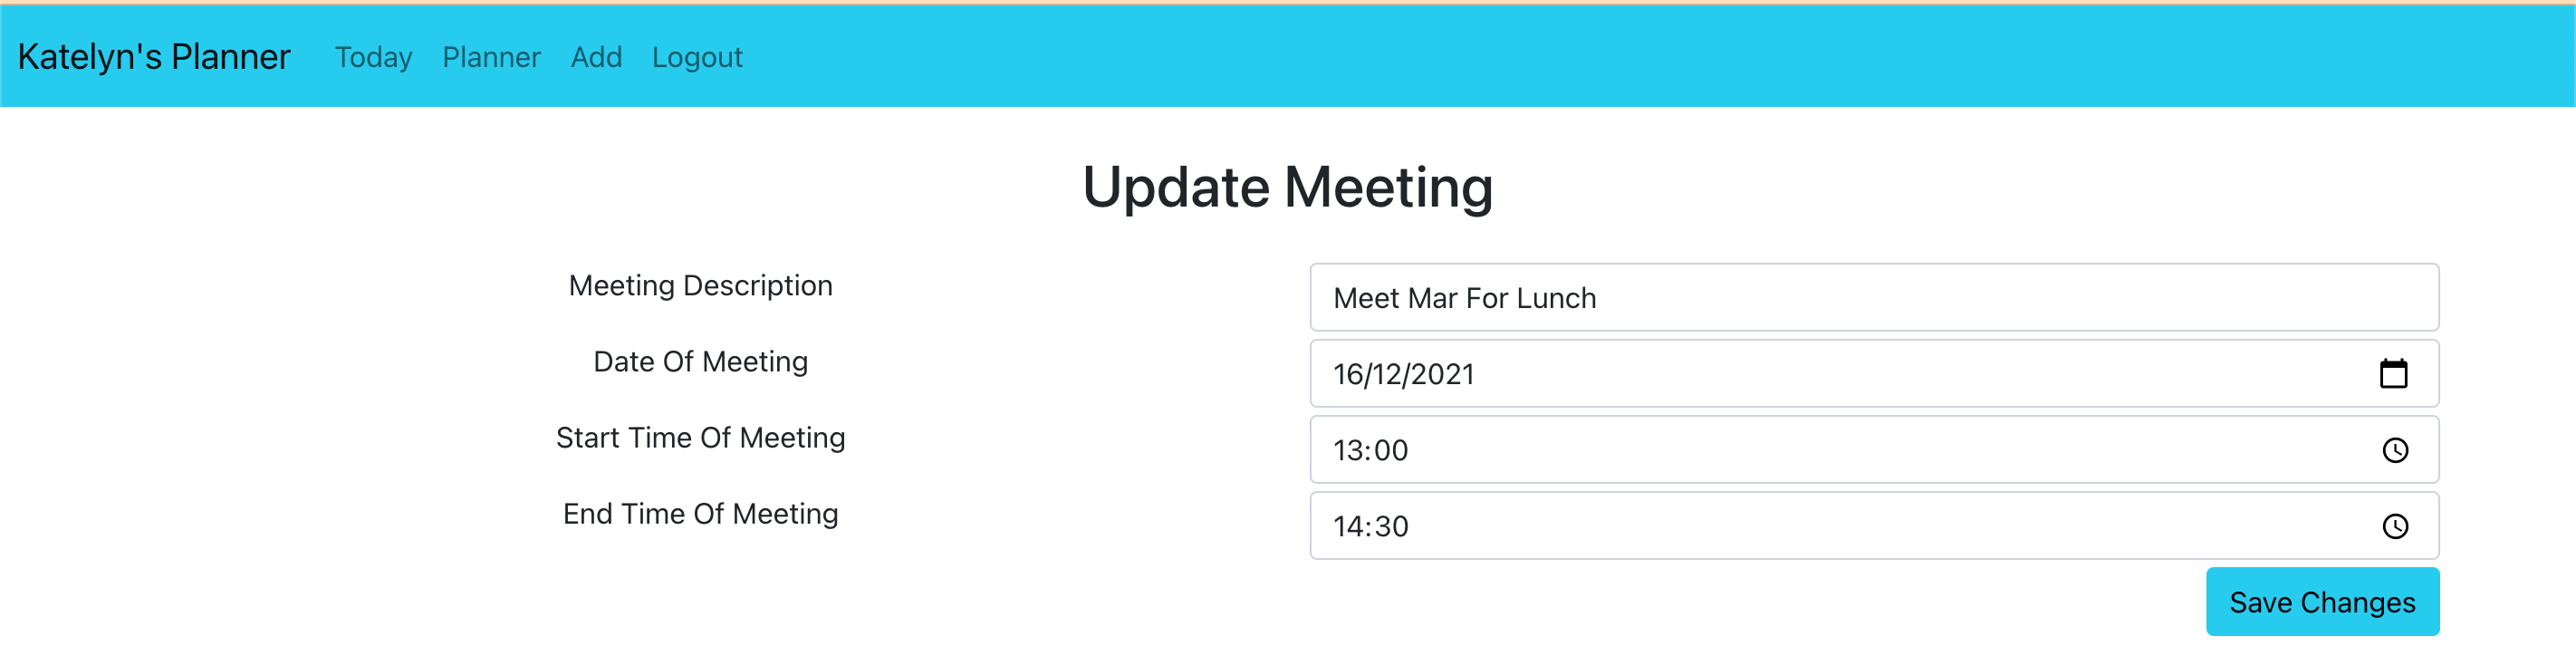 Katelyn's Planner Today Planner Add Logout
Update Meeting
Meeting Description Meet Mar For Lunch
Date Of Meeting 16/12/2021
Start Time Of Meeting 13:00
End Time Of Meeting 14:30
Save Changes